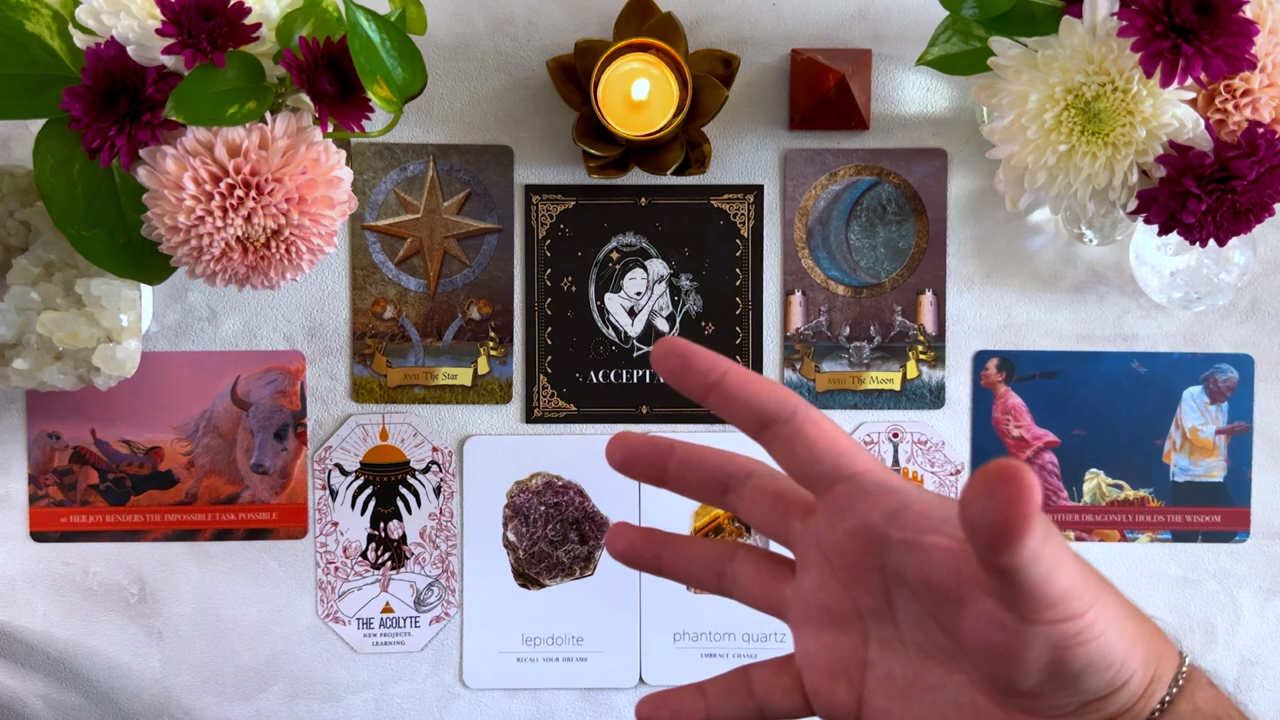 XVII The Star
XVIII The Moon
40 HER JOY RENDERS THE IMPOSSIBLE TASK POSSIBLE
OTHER DRAGONFLY HOLDS THE WISDOM
THE ACOLYTE
NEW PROJECTS.
LEARNING
lepidolite
RECALL YOUR DREAMS
phantom quartz
EMBRACE CHANGE